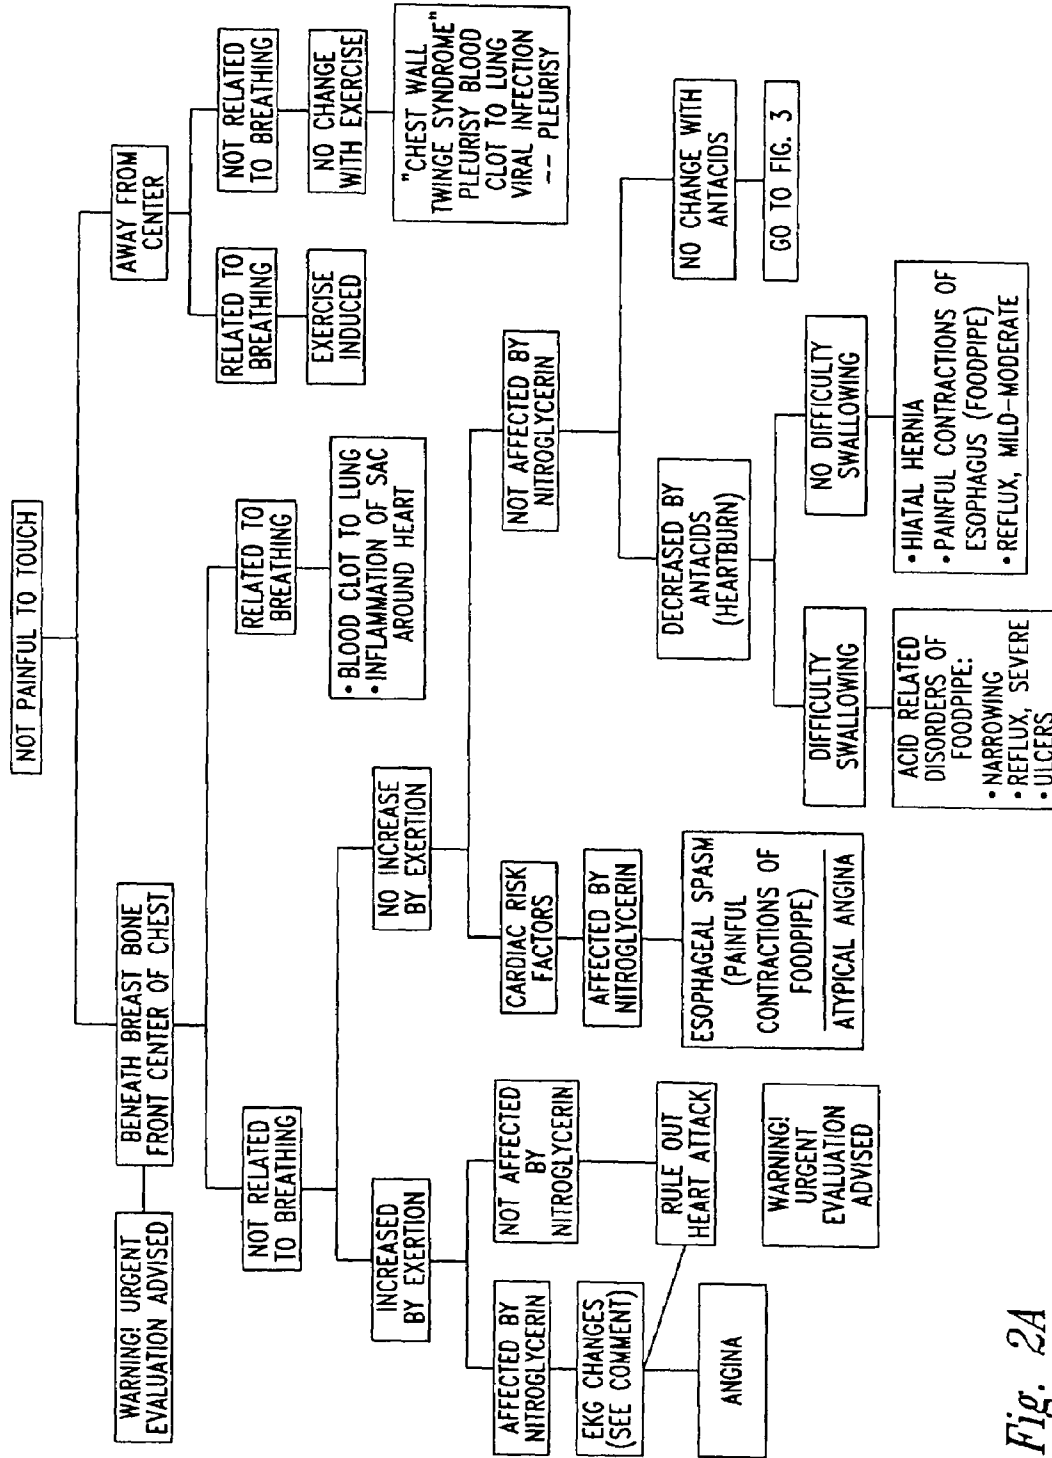 NOT PAINFUL TO TOUCH
WARNING! URGENT
EVALUATION ADVISED
BENEATH BREAST BONE
FRONT CENTER OF CHEST
AWAY FROM
CENTER
NOT RELATED
TO BREATHING
RELATED TO
BREATHING
RELATED TO
BREATHING
NOT RELATED
TO BREATHING
• BLOOD CLOT TO LUNG
• INFLAMMATION OF SAC
AROUND HEART
EXERCISE
INDUCED
NO CHANGE
WITH EXERCISE
"CHEST WALL
TWINGE SYNDROME"
PLEURISY BLOOD
CLOT TO LUNG
VIRAL INFECTION
-- PLEURISY
INCREASED
BY EXERTION
NO INCREASE
BY EXERTION
AFFECTED BY
NITROGLYCERIN
NOT AFFECTED
BY
NITROGLYCERIN
CARDIAC RISK
FACTORS
NOT AFFECTED BY
NITROGLYCERIN
EKG CHANGES
(SEE COMMENT)
RULE OUT
HEART ATTACK
AFFECTED BY
NITROGLYCERIN
DECREASED BY
ANTACIDS
(HEARTBURN)
NO CHANGE WITH
ANTACIDS
ANGINA
WARNING!
URGENT
EVALUATION
ADVISED
ESOPHAGEAL SPASM
(PAINFUL
CONTRACTIONS OF
FOODPIPE)
ATYPICAL ANGINA
DIFFICULTY
SWALLOWING
NO DIFFICULTY
SWALLOWING
GO TO FIG. 3
ACID RELATED
DISORDERS OF
FOODPIPE:
• NARROWING
• REFLUX, SEVERE
• ULCERS
• HIATAL HERNIA
• PAINFUL CONTRACTIONS OF
ESOPHAGUS (FOODPIPE)
• REFLUX, MILD-MODERATE
Fig. 2A